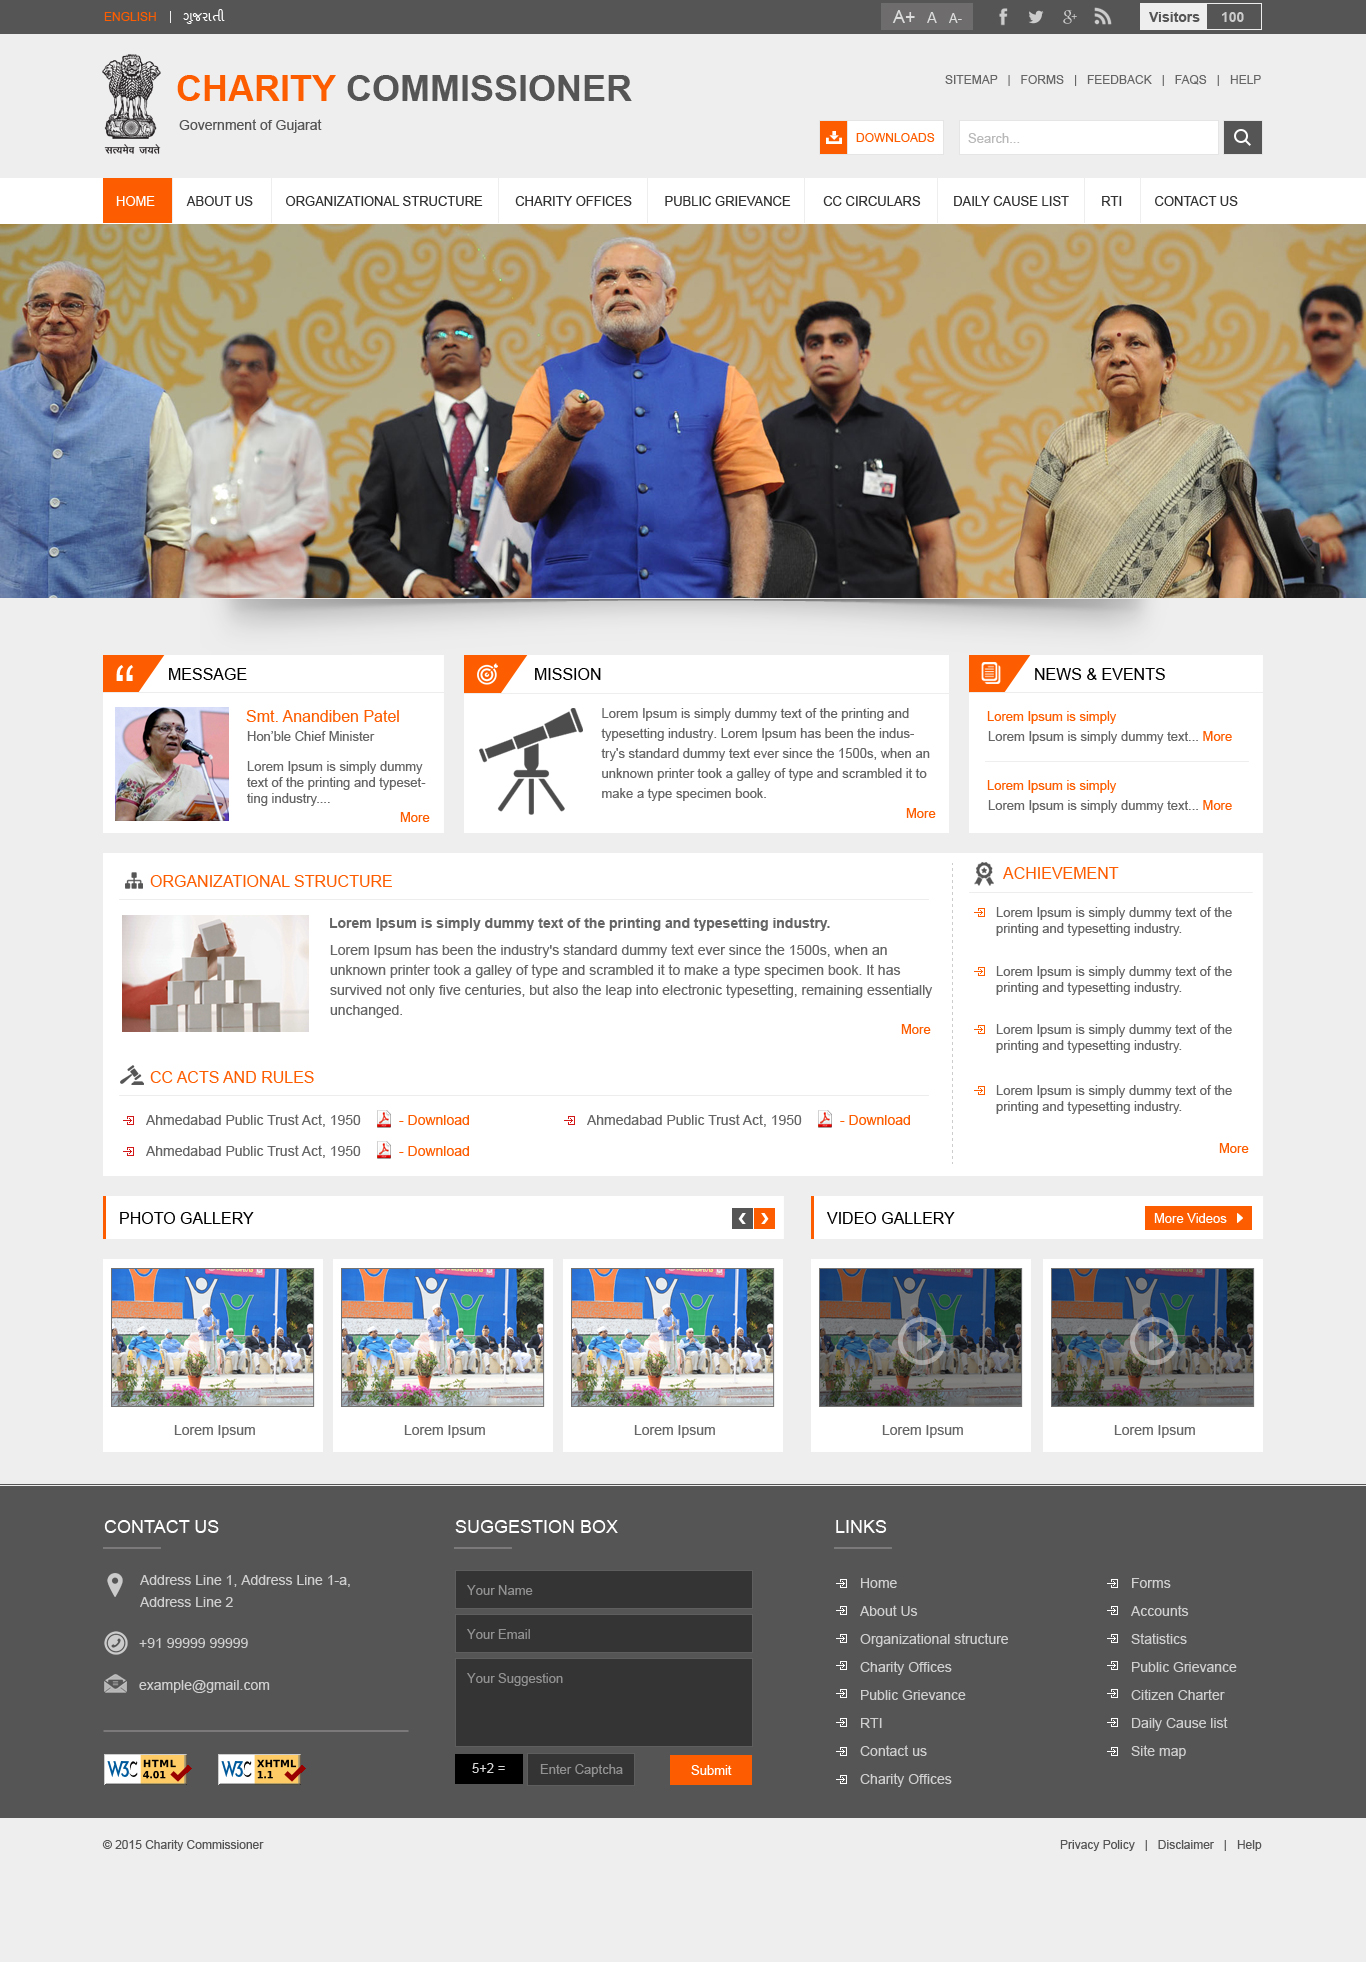 ENGLISH | ગુજરાતી
A+ A A-
Visitors 100
CHARITY COMMISSIONER
Government of Gujarat
सत्यमेव जयते
SITEMAP | FORMS | FEEDBACK | FAQS | HELP
DOWNLOADS
Search...
HOME
ABOUT US
ORGANIZATIONAL STRUCTURE
CHARITY OFFICES
PUBLIC GRIEVANCE
CC CIRCULARS
DAILY CAUSE LIST
RTI
CONTACT US
MESSAGE
Smt. Anandiben Patel
Hon'ble Chief Minister
Lorem Ipsum is simply dummy
text of the printing and typeset-
ting industry....
More
MISSION
Lorem Ipsum is simply dummy text of the printing and
typesetting industry. Lorem Ipsum has been the indus-
try's standard dummy text ever since the 1500s, when an
unknown printer took a galley of type and scrambled it to
make a type specimen book.
More
NEWS & EVENTS
Lorem Ipsum is simply
Lorem Ipsum is simply dummy text... More
Lorem Ipsum is simply
Lorem Ipsum is simply dummy text... More
ORGANIZATIONAL STRUCTURE
Lorem Ipsum is simply dummy text of the printing and typesetting industry.
Lorem Ipsum has been the industry's standard dummy text ever since the 1500s, when an
unknown printer took a galley of type and scrambled it to make a type specimen book. It has
survived not only five centuries, but also the leap into electronic typesetting, remaining essentially
unchanged.
More
CC ACTS AND RULES
Ahmedabad Public Trust Act, 1950 - Download
Ahmedabad Public Trust Act, 1950 - Download
Ahmedabad Public Trust Act, 1950 - Download
ACHIEVEMENT
Lorem Ipsum is simply dummy text of the
printing and typesetting industry.
Lorem Ipsum is simply dummy text of the
printing and typesetting industry.
Lorem Ipsum is simply dummy text of the
printing and typesetting industry.
Lorem Ipsum is simply dummy text of the
printing and typesetting industry.
More
PHOTO GALLERY
Lorem Ipsum
Lorem Ipsum
Lorem Ipsum
VIDEO GALLERY
More Videos
Lorem Ipsum
Lorem Ipsum
CONTACT US
Address Line 1, Address Line 1-a,
Address Line 2
+91 99999 99999
example@gmail.com
W3C HTML 4.01
W3C XHTML 1.1
SUGGESTION BOX
Your Name
Your Email
Your Suggestion
5+2 =
Enter Captcha
Submit
LINKS
Home
About Us
Organizational structure
Charity Offices
Public Grievance
RTI
Contact us
Charity Offices
Forms
Accounts
Statistics
Public Grievance
Citizen Charter
Daily Cause list
Site map
© 2015 Charity Commissioner
Privacy Policy | Disclaimer | Help